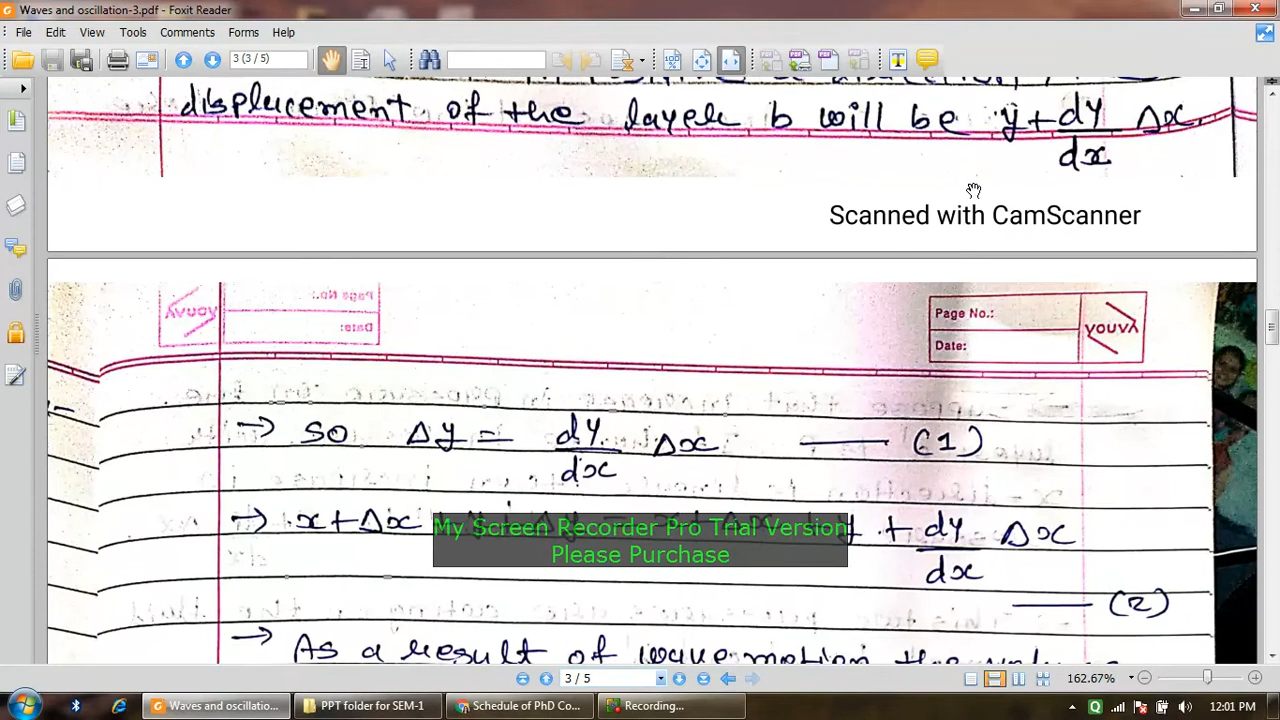 Waves and oscillation-3.pdf - Foxit Reader
File Edit View Tools Comments Forms Help
3 (3 / 5)
displacement of the layer b will be y+dy/dx Δx.
Scanned with CamScanner
Page No.:
Date:
youva
Page No.:
Date:
youva
→ so Δy = dy/dx Δx —— (1)
→ x+Δx + dy/dx Δx
—— (2)
My Screen Recorder Pro Trial Version
Please Purchase
→ As a result of wave motion the
3 / 5
162.67%
Waves and oscillatio...
PPT folder for SEM-1
Schedule of PhD Co...
Recording...
12:01 PM